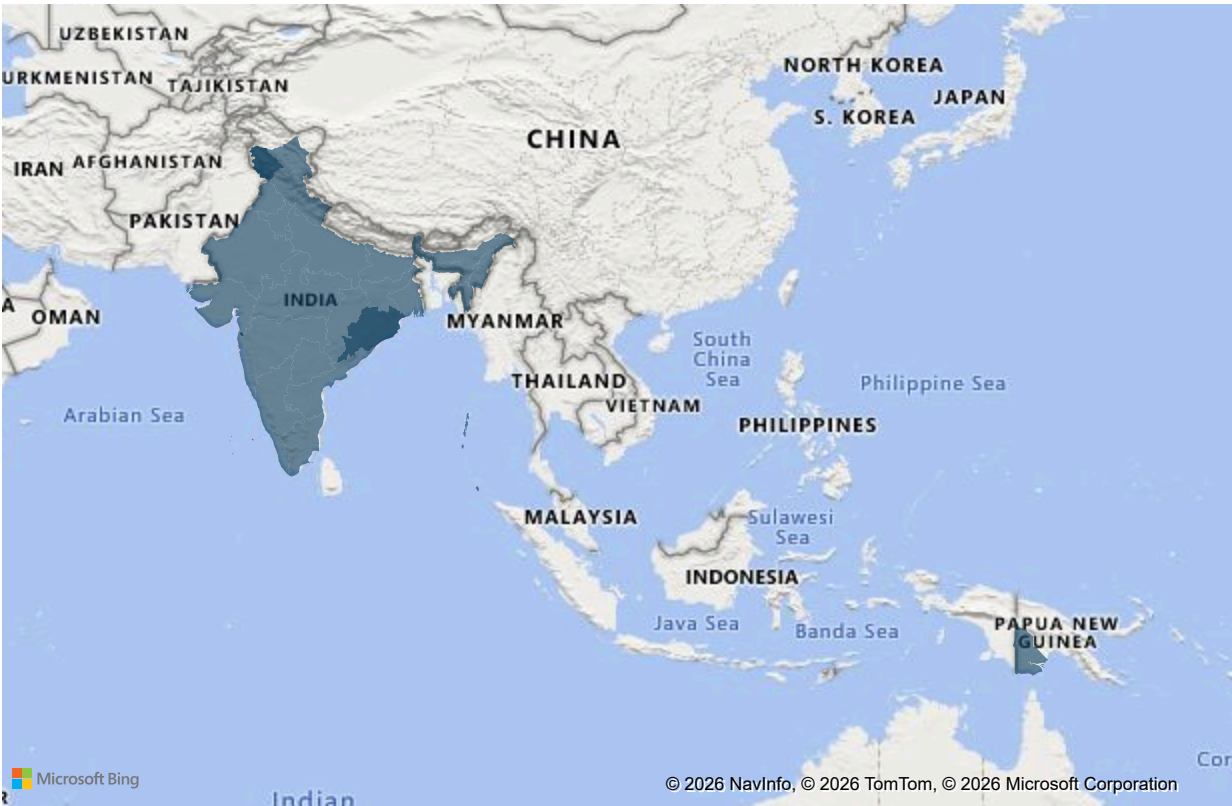 UZBEKISTAN
NORTH KOREA
URKMENISTAN
TAJIKISTAN
JAPAN
S. KOREA
CHINA
IRAN
AFGHANISTAN
PAKISTAN
INDIA
A
OMAN
MYANMAR
South
China
Sea
THAILAND
Philippine Sea
VIETNAM
Arabian Sea
PHILIPPINES
MALAYSIA
Sulawesi
Sea
INDONESIA
Java Sea
Banda Sea
PAPUA NEW
GUINEA
Cor
Microsoft Bing
© 2026 NavInfo, © 2026 TomTom, © 2026 Microsoft Corporation
R
Indian